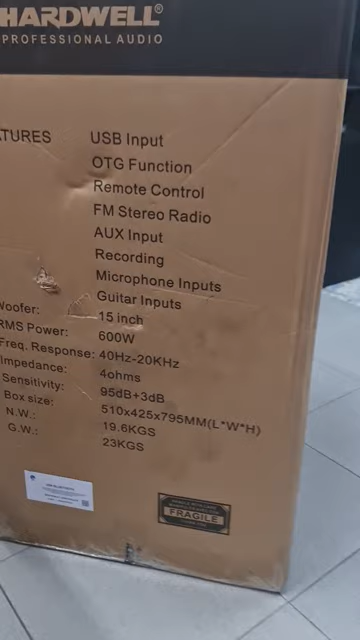 HARDWELL®
PROFESSIONAL AUDIO
ATURES USB Input
OTG Function
Remote Control
FM Stereo Radio
AUX Input
Recording
Microphone Inputs
Guitar Inputs
Woofer: 15 inch
RMS Power: 600W
Freq. Response: 40Hz-20KHz
Impedance: 4ohms
Sensitivity: 95dB+3dB
Box size: 510x425x795MM(L*W*H)
N.W.: 19.6KGS
G.W.: 23KGS
FRAGILE